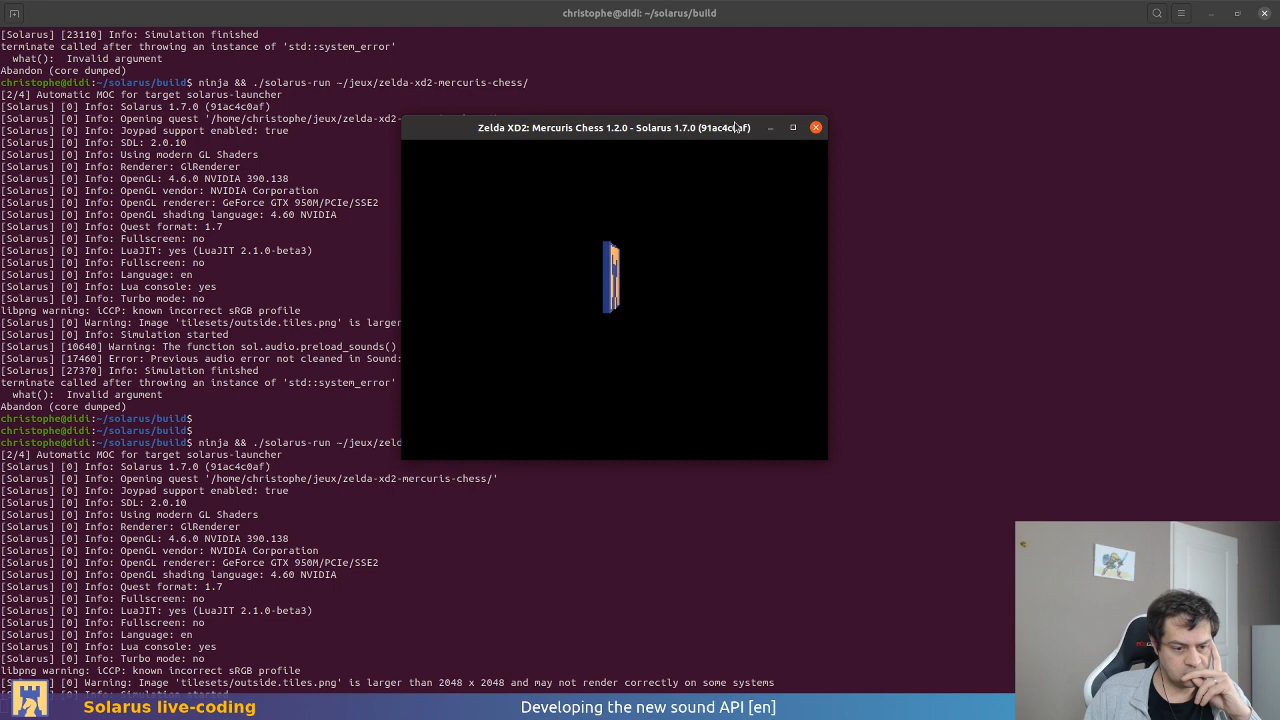 christophe@didi: ~/solarus/build
[Solarus] [23110] Info: Simulation finished
terminate called after throwing an instance of 'std::system_error'
what():  Invalid argument
Abandon (core dumped)
christophe@didi:~/solarus/build$ ninja && ./solarus-run ~/jeux/zelda-xd2-mercuris-chess/
[2/4] Automatic MOC for target solarus-launcher
[Solarus] [0] Info: Solarus 1.7.0 (91ac4c0af)
[Solarus] [0] Info: Opening quest '/home/christophe/jeux/zelda-xd2-mercuris-ch
[Solarus] [0] Info: Joypad support enabled: true
Zelda XD2: Mercuris Chess 1.2.0 - Solarus 1.7.0 (91ac4c0af)
[Solarus] [0] Info: SDL: 2.0.10
[Solarus] [0] Info: Using modern GL Shaders
[Solarus] [0] Info: Renderer: GlRenderer
[Solarus] [0] Info: OpenGL: 4.6.0 NVIDIA 390.138
[Solarus] [0] Info: OpenGL vendor: NVIDIA Corporation
[Solarus] [0] Info: OpenGL renderer: GeForce GTX 950M/PCIe/SSE2
[Solarus] [0] Info: OpenGL shading language: 4.60 NVIDIA
[Solarus] [0] Info: Quest format: 1.7
[Solarus] [0] Info: Fullscreen: no
[Solarus] [0] Info: LuaJIT: yes (LuaJIT 2.1.0-beta3)
[Solarus] [0] Info: Fullscreen: no
[Solarus] [0] Info: Language: en
[Solarus] [0] Info: Lua console: yes
[Solarus] [0] Info: Turbo mode: no
libpng warning: iCCP: known incorrect sRGB profile
[Solarus] [0] Warning: Image 'tilesets/outside.tiles.png' is larger
[Solarus] [0] Info: Simulation started
[Solarus] [10640] Warning: The function sol.audio.preload_sounds()
[Solarus] [17460] Error: Previous audio error not cleaned in Sound:
[Solarus] [27370] Info: Simulation finished
terminate called after throwing an instance of 'std::system_error'
what():  Invalid argument
Abandon (core dumped)
christophe@didi:~/solarus/build$
christophe@didi:~/solarus/build$
christophe@didi:~/solarus/build$ ninja && ./solarus-run ~/jeux/zeld
[2/4] Automatic MOC for target solarus-launcher
[Solarus] [0] Info: Solarus 1.7.0 (91ac4c0af)
[Solarus] [0] Info: Opening quest '/home/christophe/jeux/zelda-xd2-mercuris-chess/'
[Solarus] [0] Info: Joypad support enabled: true
[Solarus] [0] Info: SDL: 2.0.10
[Solarus] [0] Info: Using modern GL Shaders
[Solarus] [0] Info: Renderer: GlRenderer
[Solarus] [0] Info: OpenGL: 4.6.0 NVIDIA 390.138
[Solarus] [0] Info: OpenGL vendor: NVIDIA Corporation
[Solarus] [0] Info: OpenGL renderer: GeForce GTX 950M/PCIe/SSE2
[Solarus] [0] Info: OpenGL shading language: 4.60 NVIDIA
[Solarus] [0] Info: Quest format: 1.7
[Solarus] [0] Info: Fullscreen: no
[Solarus] [0] Info: LuaJIT: yes (LuaJIT 2.1.0-beta3)
[Solarus] [0] Info: Fullscreen: no
[Solarus] [0] Info: Language: en
[Solarus] [0] Info: Lua console: yes
[Solarus] [0] Info: Turbo mode: no
libpng warning: iCCP: known incorrect sRGB profile
[Solarus] [0] Warning: Image 'tilesets/outside.tiles.png' is larger than 2048 x 2048 and may not render correctly on some systems
Solarus live-coding
Developing the new sound API [en]